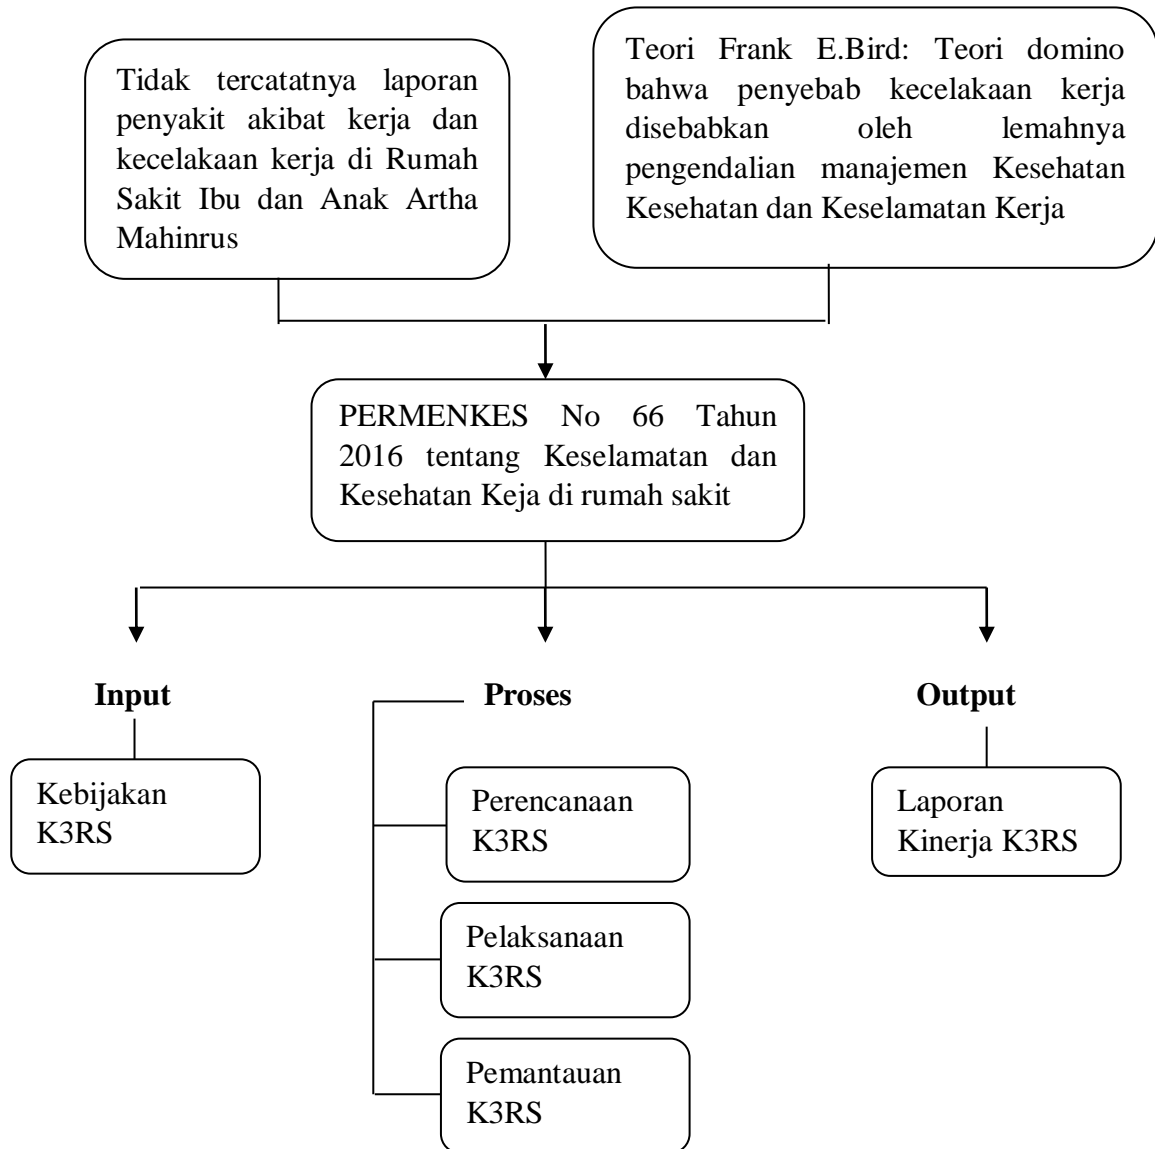 Tidak tercatatnya laporan
penyakit akibat kerja dan
kecelakaan kerja di Rumah
Sakit Ibu dan Anak Artha
Mahinrus
Teori Frank E.Bird: Teori domino
bahwa penyebab kecelakaan kerja
disebabkan oleh lemahnya
pengendalian manajemen Kesehatan
Kesehatan dan Keselamatan Kerja
PERMENKES No 66 Tahun
2016 tentang Keselamatan dan
Kesehatan Keja di rumah sakit
Input
Kebijakan
K3RS
Proses
Perencanaan
K3RS
Pelaksanaan
K3RS
Pemantauan
K3RS
Output
Laporan
Kinerja K3RS